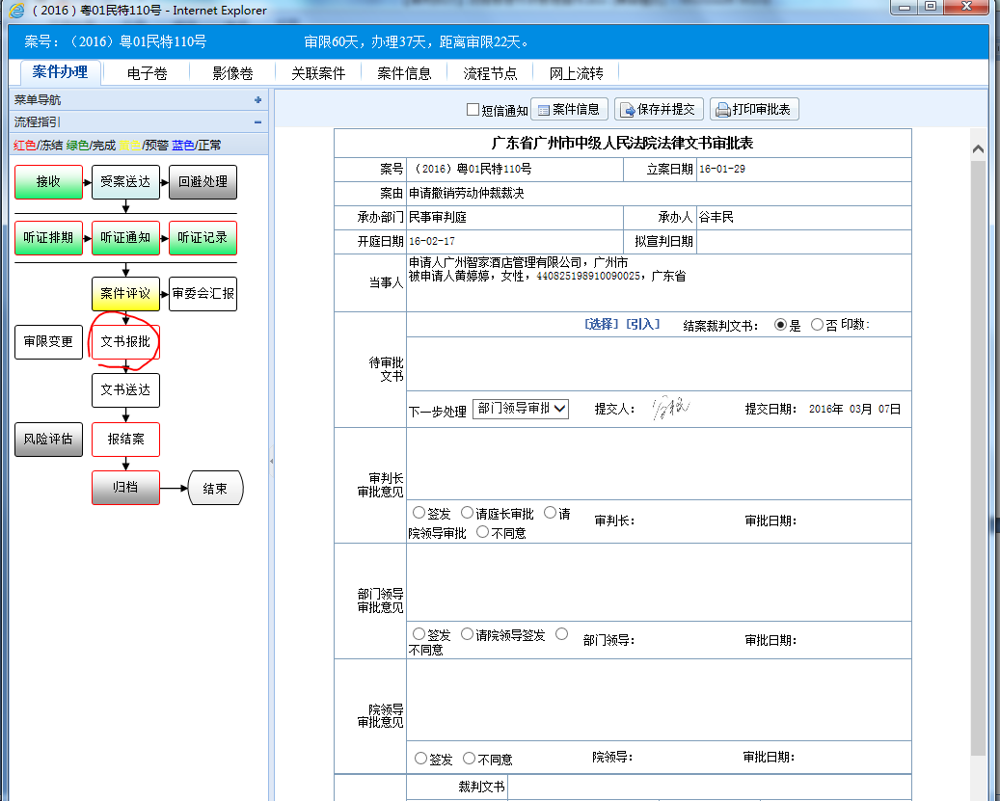 （2016）粤01民特110号 - Internet Explorer
案号：（2016）粤01民特110号 审限60天，办理37天，距离审限22天。
案件办理 电子卷 影像卷 关联案件 案件信息 流程节点 网上流转
菜单导航
流程指引
红色/冻结 绿色/完成 黄色/预警 蓝色/正常
接收 受案送达 回避处理
听证排期 听证通知 听证记录
案件评议 审委会汇报
审限变更 文书报批
文书送达
风险评估 报结案
归档 结束
短信通知 案件信息 保存并提交 打印审批表
广东省广州市中级人民法院法律文书审批表
案号 （2016）粤01民特110号 立案日期 16-01-29
案由 申请撤销劳动仲裁裁决
承办部门 民事审判庭 承办人 谷丰民
开庭日期 16-02-17 拟宣判日期
当事人
申请人广州智家酒店管理有限公司，广州市
被申请人黄婷婷，女性，440825198910090025，广东省
[选择] [引入] 结案裁判文书： 是 否 印数：
待审批
文书
下一步处理 部门领导审批 提交人： 提交日期： 2016年 03月 07日
审判长
审批意见
签发 请庭长审批 请
院领导审批 不同意
审判长： 审批日期：
部门领导
审批意见
签发 请院领导签发
不同意
部门领导： 审批日期：
院领导
审批意见
签发 不同意 院领导： 审批日期：
裁判文书